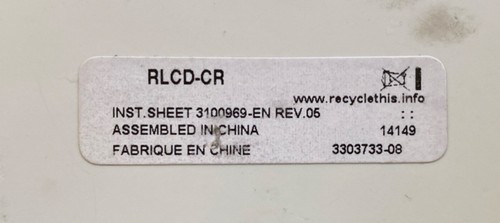 RLCD-CR
www.recyclethis.info
INST.SHEET 3100969-EN REV.05 : :
ASSEMBLED IN CHINA 14149
FABRIQUE EN CHINE 3303733-08